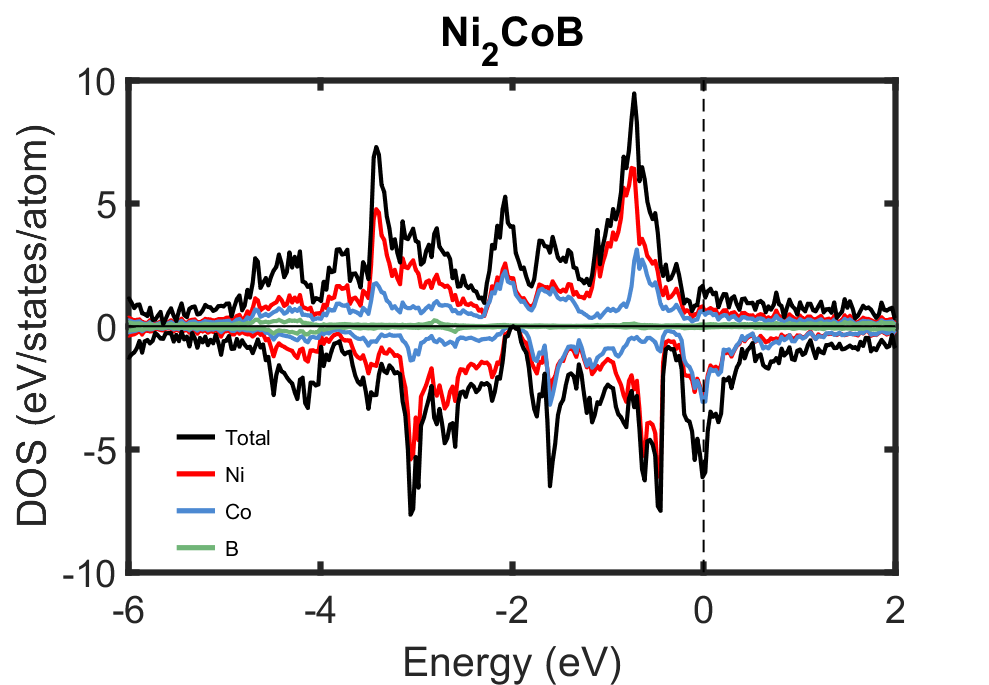 Ni2CoB
DOS (eV/states/atom)
10
5
0
-5
-10
Total
Ni
Co
B
-6 -4 -2 0 2
Energy (eV)